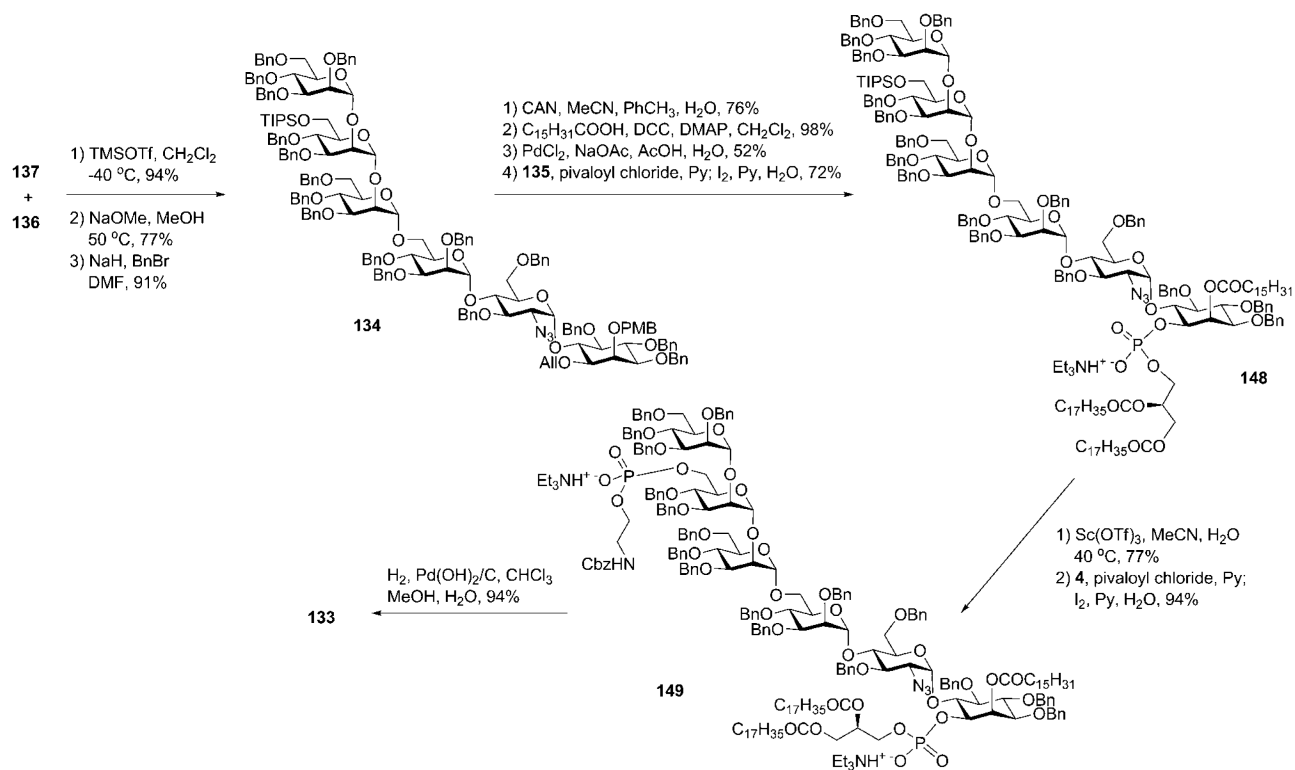 137
+
136
1) TMSOTf, CH2Cl2
-40 °C, 94%
2) NaOMe, MeOH
50 °C, 77%
3) NaH, BnBr
DMF, 91%
BnO
OBn
BnO
BnO
TIPSO
BnO
BnO
BnO
BnO
BnO
OBn
BnO
BnO
OBn
BnO
N3
BnO
OPMB
OBn
AllO
OBn
134
1) CAN, MeCN, PhCH3, H2O, 76%
2) C15H31COOH, DCC, DMAP, CH2Cl2, 98%
3) PdCl2, NaOAc, AcOH, H2O, 52%
4) 135, pivaloyl chloride, Py; I2, Py, H2O, 72%
BnO
OBn
BnO
BnO
TIPSO
BnO
BnO
BnO
BnO
BnO
OBn
BnO
BnO
OBn
BnO
N3
BnO
OCOC15H31
OBn
OBn
O
O
P
Et3NH+ -O
O
C17H35OCO
C17H35OCO
148
1) Sc(OTf)3, MeCN, H2O
40 °C, 77%
2) 4, pivaloyl chloride, Py;
I2, Py, H2O, 94%
BnO
OBn
BnO
BnO
O
P
O
Et3NH+ -O
O
CbzHN
BnO
BnO
BnO
BnO
BnO
OBn
BnO
BnO
OBn
BnO
N3
BnO
OCOC15H31
OBn
OBn
C17H35OCO
C17H35OCO
O
O
P
Et3NH+ -O
O
149
H2, Pd(OH)2/C, CHCl3
MeOH, H2O, 94%
133